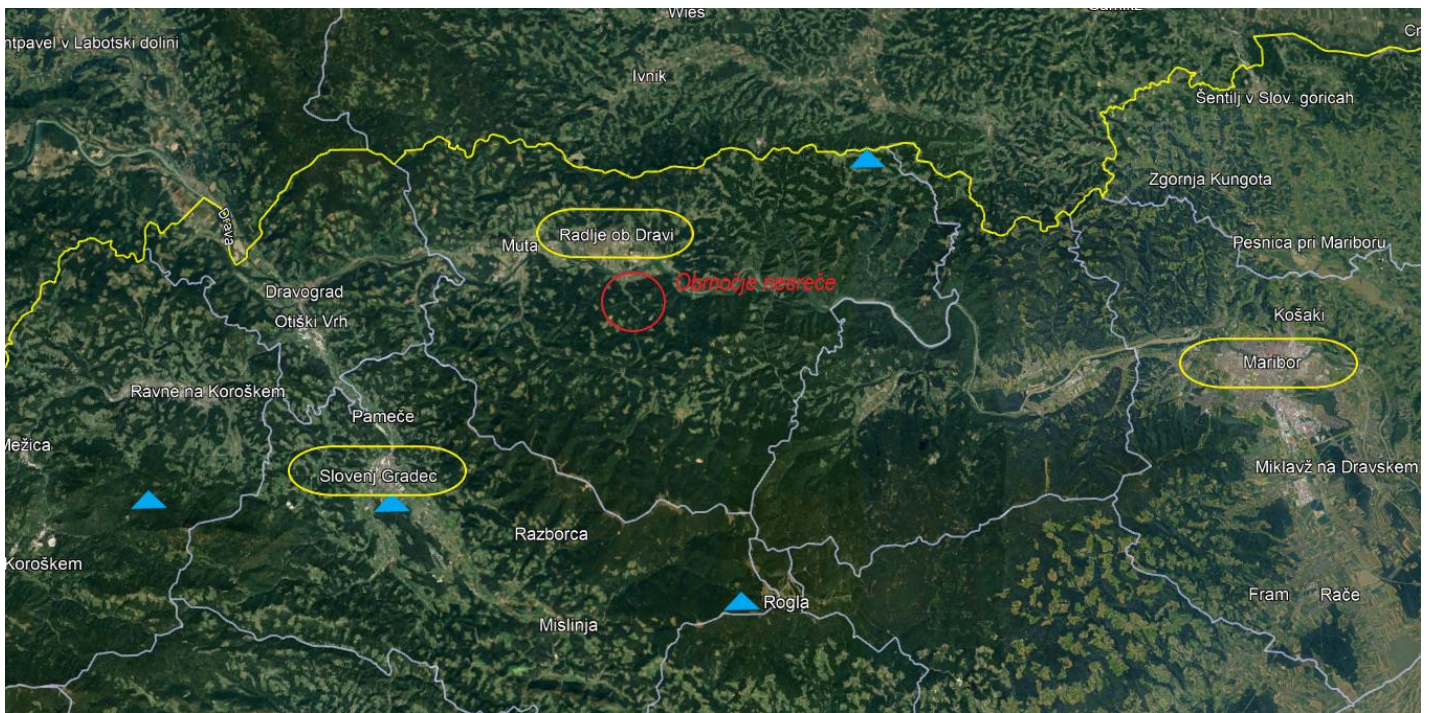 Wies
ntpavel v Labotski dolini
Ivnik
Šentilj v Slov. goricah
Zgornja Kungota
Drava
Radlje ob Dravi
Muta
Pesnica pri Mariboru
Območje nesreče
Dravograd
Otiški Vrh
Košaki
Maribor
Ravne na Koroškem
Pameče
Mežica
Slovenj Gradec
Miklavž na Dravskem
Razborca
Koroškem
Fram
Rače
Rogla
Mislinja